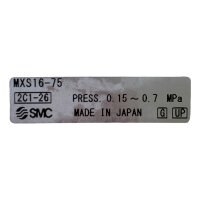 MXS16-75
2C1-26 PRESS. 0.15～0.7 MPa
SMC MADE IN JAPAN G UP